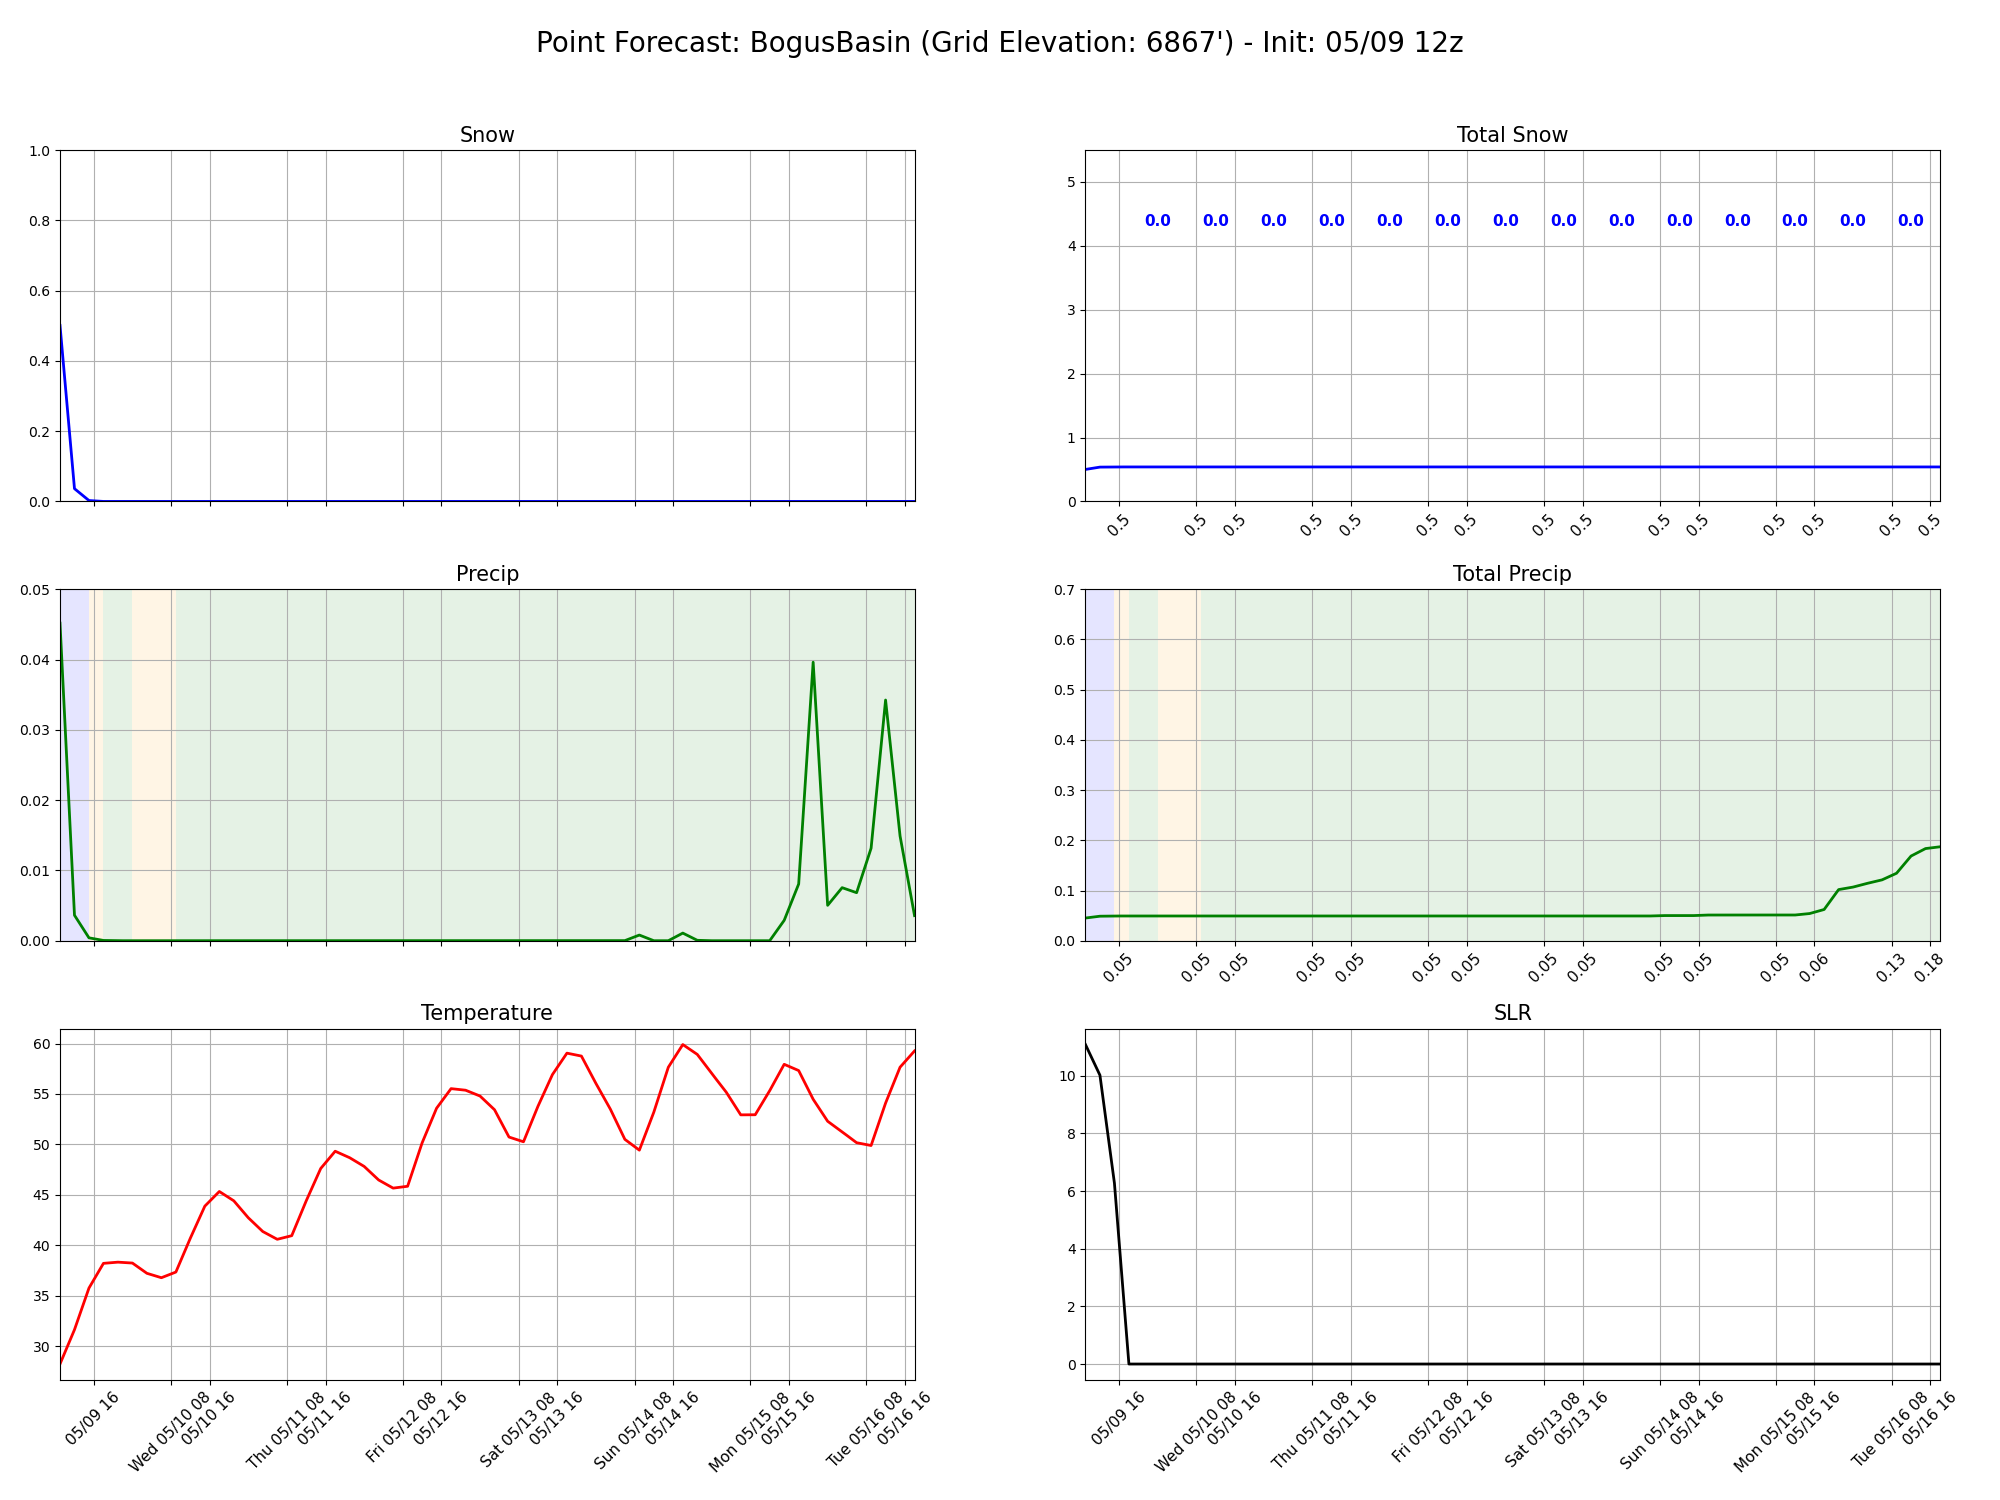 Point Forecast: BogusBasin (Grid Elevation: 6867') - Init: 05/09 12z
Snow
1.0
0.8
0.6
0.4
0.2
0.0
Total Snow
5
4
3
2
1
0
0.0 0.0 0.0 0.0 0.0 0.0 0.0 0.0 0.0 0.0 0.0 0.0 0.0 0.0
0.5 0.5 0.5 0.5 0.5 0.5 0.5 0.5 0.5 0.5 0.5 0.5 0.5 0.5 0.5
Precip
0.05
0.04
0.03
0.02
0.01
0.00
Total Precip
0.7
0.6
0.5
0.4
0.3
0.2
0.1
0.0
0.05 0.05 0.05 0.05 0.05 0.05 0.05 0.05 0.05 0.05 0.05 0.05 0.06 0.13 0.18
Temperature
60
55
50
45
40
35
30
05/09 16
Wed 05/10 08
05/10 16
Thu 05/11 08
05/11 16
Fri 05/12 08
05/12 16
Sat 05/13 08
05/13 16
Sun 05/14 08
05/14 16
Mon 05/15 08
05/15 16
Tue 05/16 08
05/16 16
SLR
10
8
6
4
2
0
05/09 16
Wed 05/10 08
05/10 16
Thu 05/11 08
05/11 16
Fri 05/12 08
05/12 16
Sat 05/13 08
05/13 16
Sun 05/14 08
05/14 16
Mon 05/15 08
05/15 16
Tue 05/16 08
05/16 16